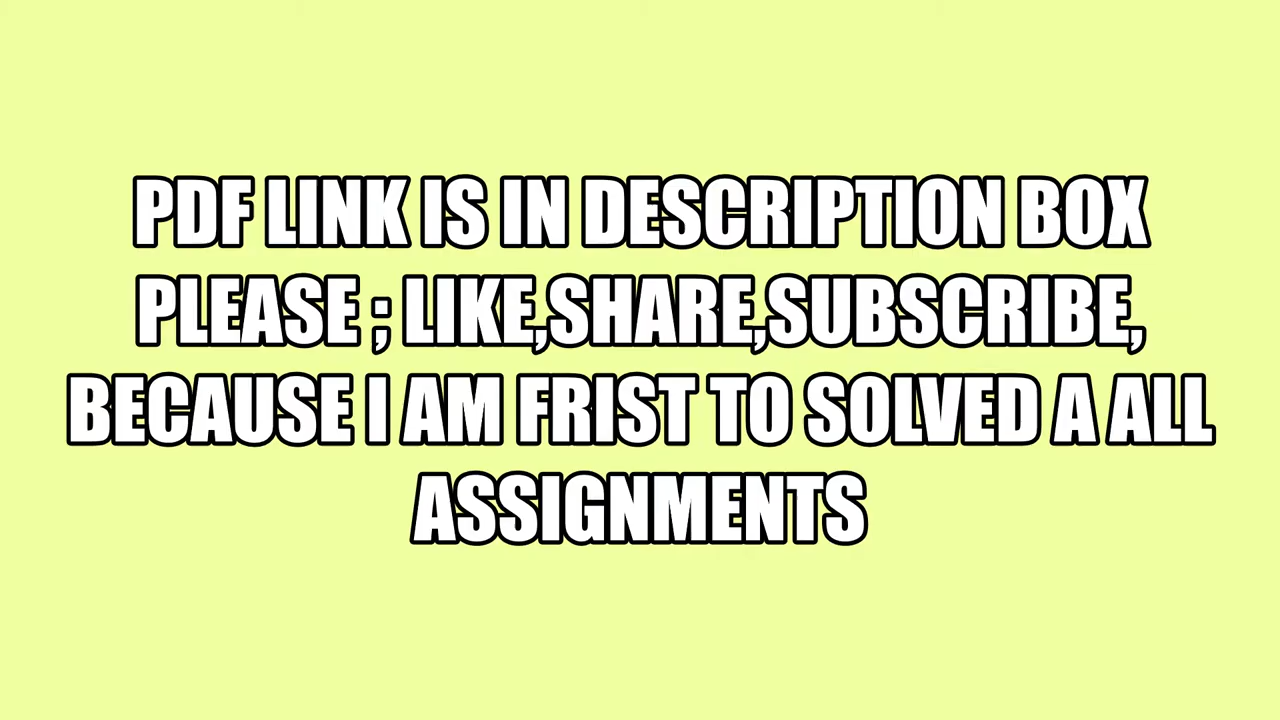 PDF LINK IS IN DESCRIPTION BOX
PLEASE ; LIKE,SHARE,SUBSCRIBE,
BECAUSE I AM FRIST TO SOLVED A ALL
ASSIGNMENTS